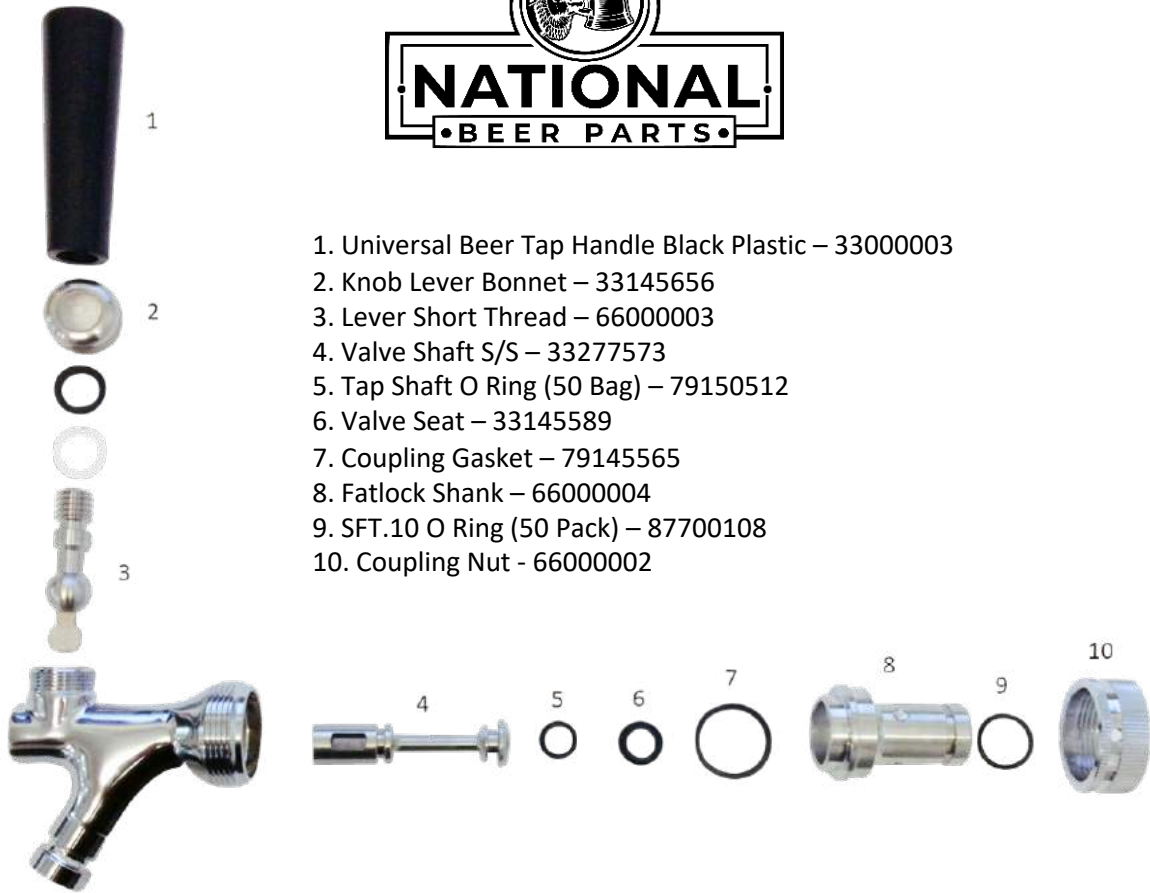 NATIONAL
•BEER PARTS•
1. Universal Beer Tap Handle Black Plastic – 33000003
2. Knob Lever Bonnet – 33145656
3. Lever Short Thread – 66000003
4. Valve Shaft S/S – 33277573
5. Tap Shaft O Ring (50 Bag) – 79150512
6. Valve Seat – 33145589
7. Coupling Gasket – 79145565
8. Fatlock Shank – 66000004
9. SFT.10 O Ring (50 Pack) – 87700108
10. Coupling Nut - 66000002
1
2
3
4
5
6
7
8
9
10